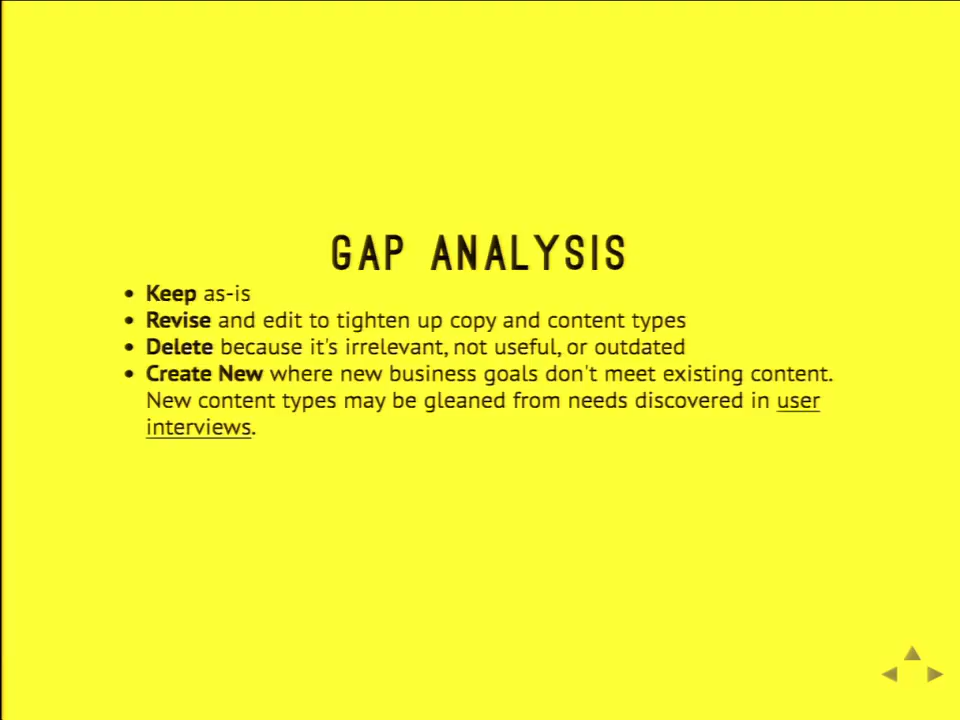 GAP ANALYSIS
• Keep as-is
• Revise and edit to tighten up copy and content types
• Delete because it's irrelevant, not useful, or outdated
• Create New where new business goals don't meet existing content.
New content types may be gleaned from needs discovered in user
interviews.